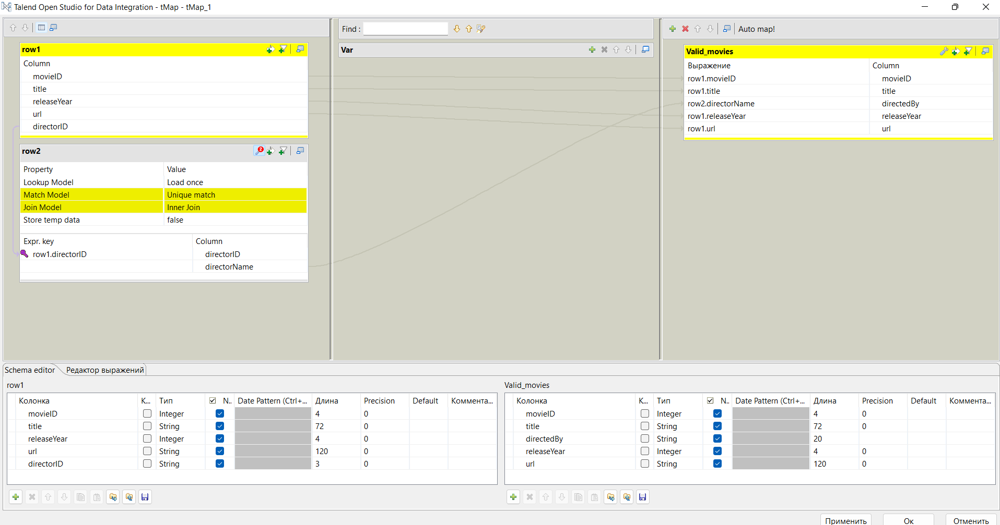 Talend Open Studio for Data Integration - tMap - tMap_1
Find :
Auto map!
row1
Column
movieID
title
releaseYear
url
directorID
row2
2
Property Value
Lookup Model Load once
Match Model Unique match
Join Model Inner Join
Store temp data false
Expr. key Column
row1.directorID directorID
directorName
Var
Valid_movies
Выражение Column
row1.movieID movieID
row1.title title
row2.directorName directedBy
row1.releaseYear releaseYear
row1.url url
Schema editor Редактор выражений
row1
Колонка К... Тип N.. Date Pattern (Ctrl+... Длина Precision Default Коммента...
movieID Integer 4 0
title String 72 0
releaseYear Integer 4 0
url String 120 0
directorID String 3 0
Valid_movies
Колонка К... Тип N.. Date Pattern (Ctrl+... Длина Precision Default Коммента...
movieID Integer 4 0
title String 72 0
directedBy String 20
releaseYear Integer 4 0
url String 120 0
Применить Ок Отменить